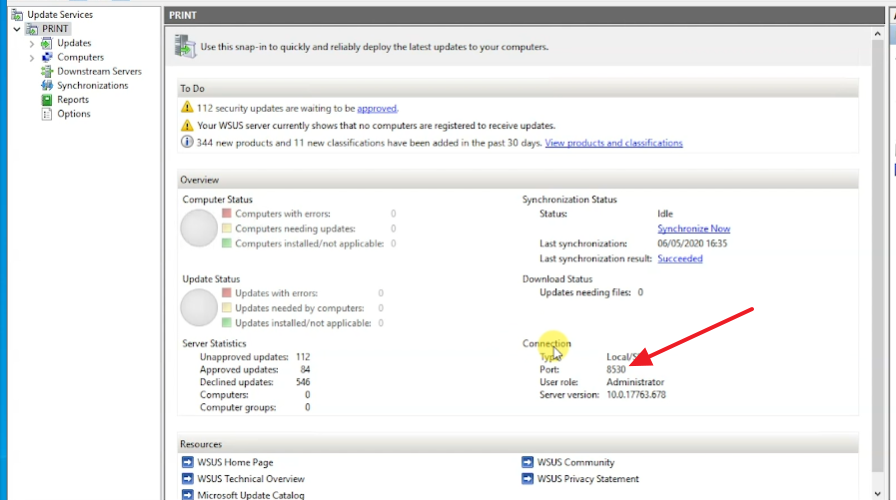 Update Services
PRINT
Updates
Computers
Downstream Servers
Synchronizations
Reports
Options
PRINT
Use this snap-in to quickly and reliably deploy the latest updates to your computers.
To Do
112 security updates are waiting to be approved.
Your WSUS server currently shows that no computers are registered to receive updates.
344 new products and 11 new classifications have been added in the past 30 days. View products and classifications
Overview
Computer Status
Computers with errors: 0
Computers needing updates: 0
Computers installed/not applicable: 0
Update Status
Updates with errors: 0
Updates needed by computers: 0
Updates installed/not applicable: 0
Server Statistics
Unapproved updates: 112
Approved updates: 84
Declined updates: 546
Computers: 0
Computer groups: 0
Synchronization Status
Status: Idle
Synchronize Now
Last synchronization: 06/05/2020 16:35
Last synchronization result: Succeeded
Download Status
Updates needing files: 0
Connection
Type: Local/
Port: 8530
User role: Administrator
Server version: 10.0.17763.678
Resources
WSUS Home Page
WSUS Technical Overview
Microsoft Update Catalog
WSUS Community
WSUS Privacy Statement